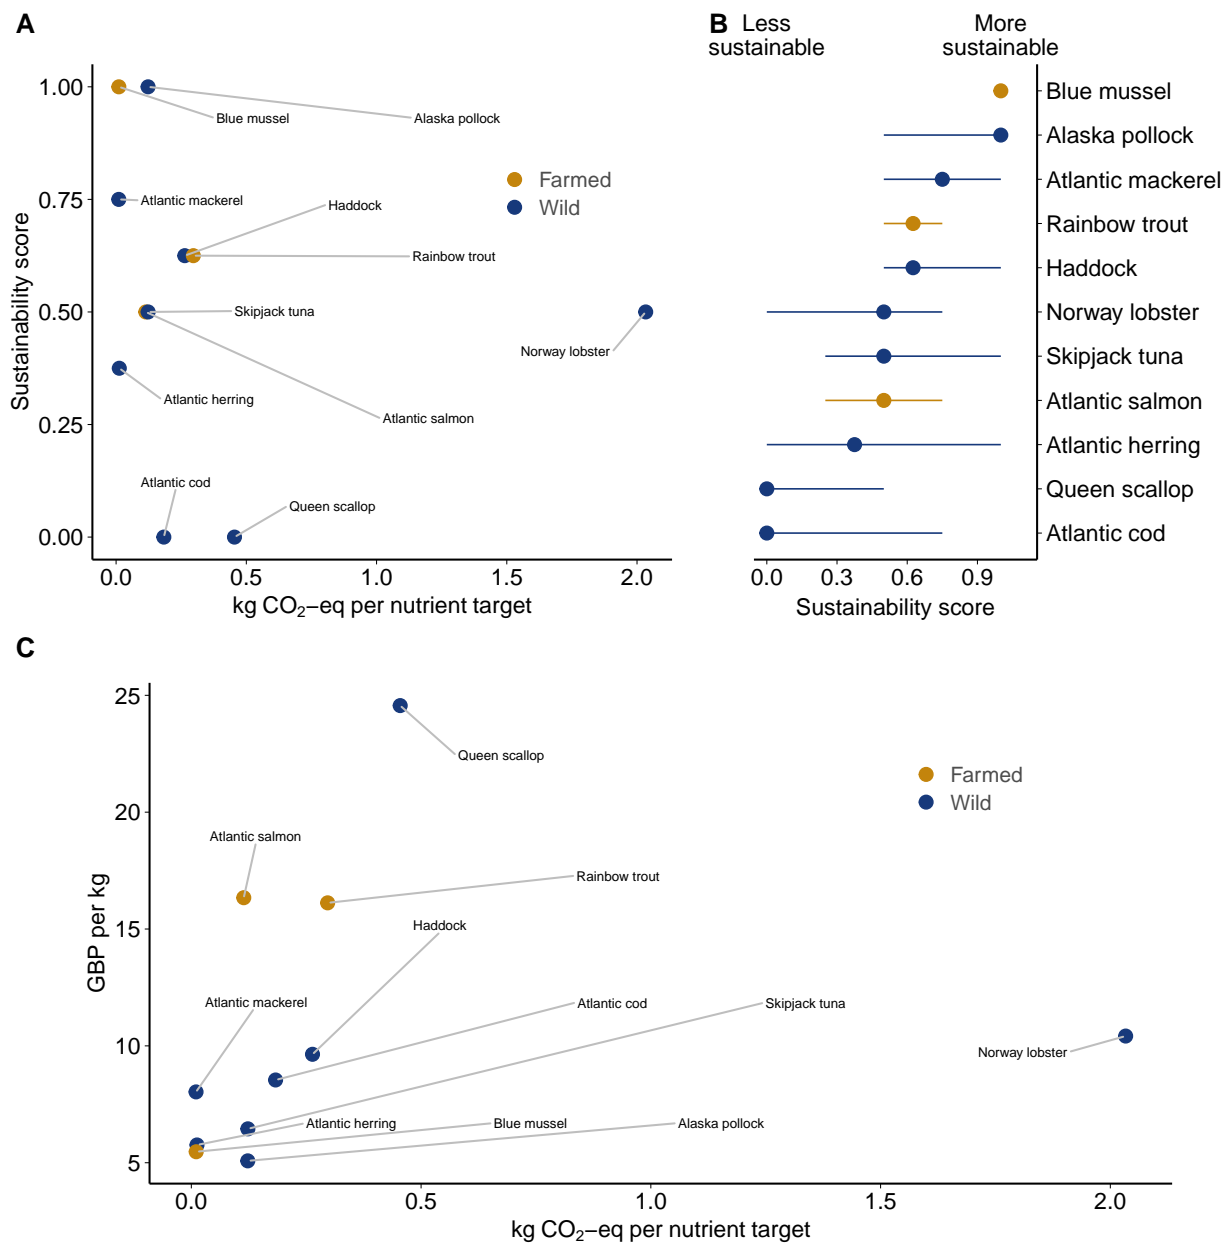 A
1.00
0.75
0.50
0.25
0.00
Sustainability score
Blue mussel
Alaska pollock
Atlantic mackerel
Haddock
Rainbow trout
Skipjack tuna
Norway lobster
Atlantic herring
Atlantic salmon
Atlantic cod
Queen scallop
Farmed
Wild
0.0 0.5 1.0 1.5 2.0
kg CO₂−eq per nutrient target
B
Less
sustainable
More
sustainable
Blue mussel
Alaska pollock
Atlantic mackerel
Rainbow trout
Haddock
Norway lobster
Skipjack tuna
Atlantic salmon
Atlantic herring
Queen scallop
Atlantic cod
0.0 0.3 0.6 0.9
Sustainability score
C
25
20
15
10
5
GBP per kg
Queen scallop
Farmed
Wild
Atlantic salmon
Rainbow trout
Haddock
Atlantic mackerel
Atlantic cod
Skipjack tuna
Norway lobster
Atlantic herring
Blue mussel
Alaska pollock
0.0 0.5 1.0 1.5 2.0
kg CO₂−eq per nutrient target